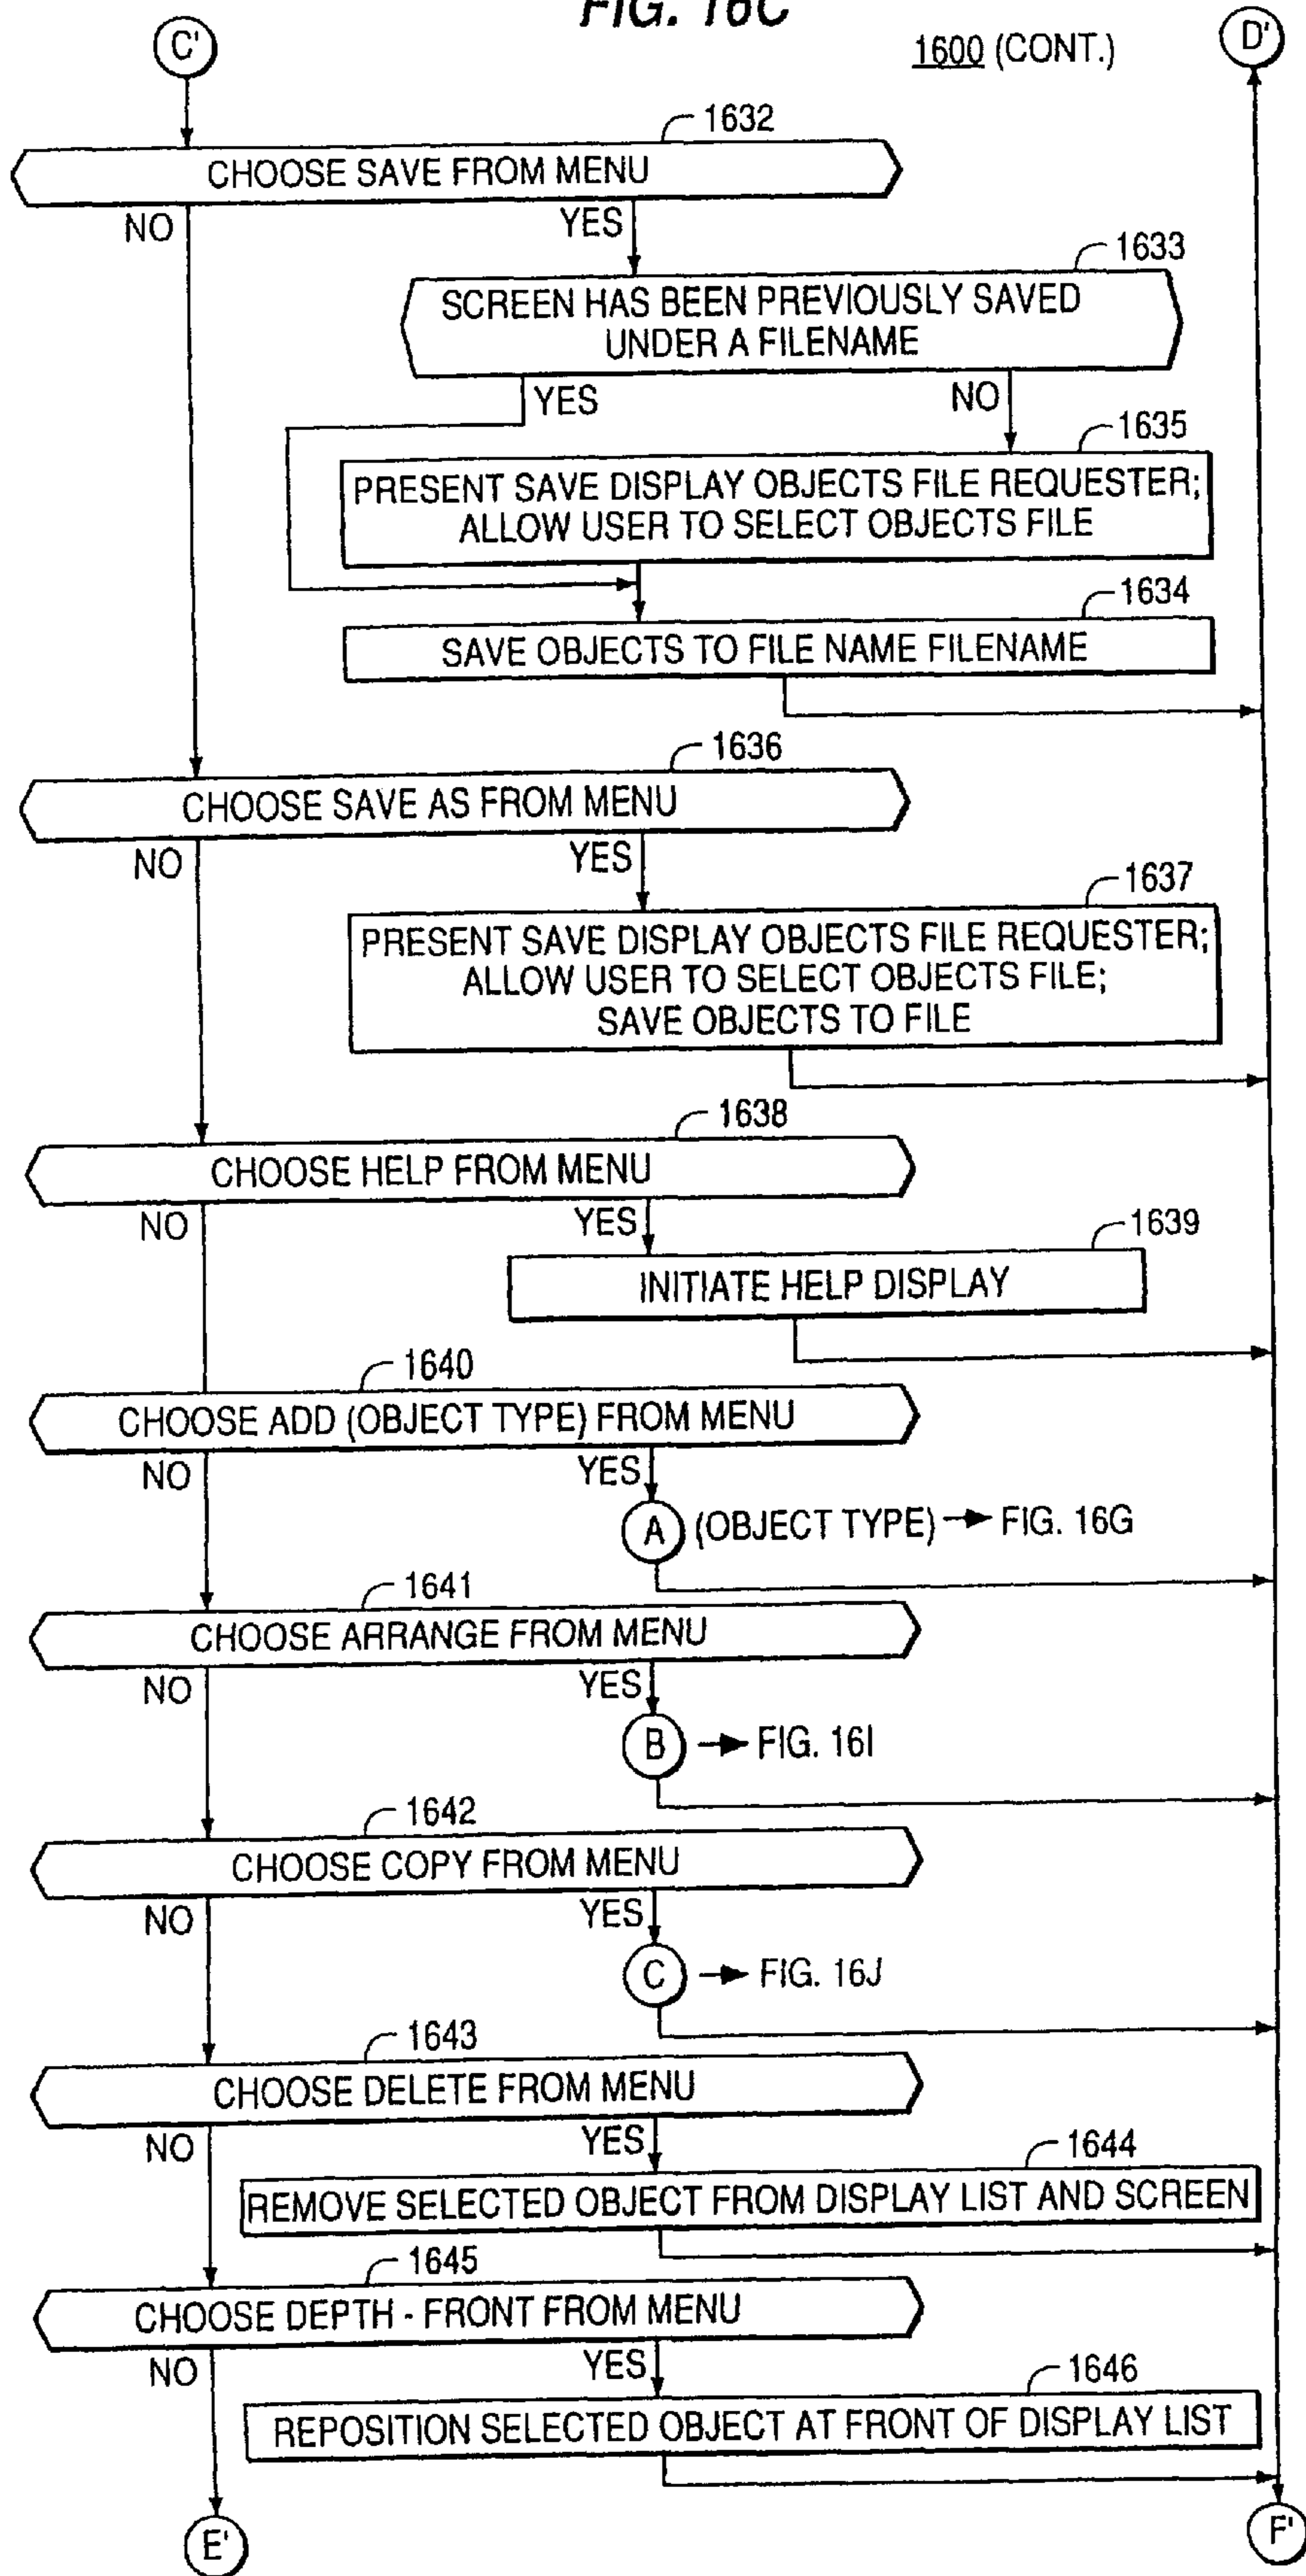 FIG. 16C
C'
1600 (CONT.)
D'
1632
CHOOSE SAVE FROM MENU
NO
YES
1633
SCREEN HAS BEEN PREVIOUSLY SAVED
UNDER A FILENAME
YES
NO
1635
PRESENT SAVE DISPLAY OBJECTS FILE REQUESTER;
ALLOW USER TO SELECT OBJECTS FILE
1634
SAVE OBJECTS TO FILE NAME FILENAME
1636
CHOOSE SAVE AS FROM MENU
NO
YES
1637
PRESENT SAVE DISPLAY OBJECTS FILE REQUESTER;
ALLOW USER TO SELECT OBJECTS FILE;
SAVE OBJECTS TO FILE
1638
CHOOSE HELP FROM MENU
NO
YES
1639
INITIATE HELP DISPLAY
1640
CHOOSE ADD (OBJECT TYPE) FROM MENU
NO
YES
A (OBJECT TYPE) → FIG. 16G
1641
CHOOSE ARRANGE FROM MENU
NO
YES
B → FIG. 16I
1642
CHOOSE COPY FROM MENU
NO
YES
C → FIG. 16J
1643
CHOOSE DELETE FROM MENU
NO
YES
1644
REMOVE SELECTED OBJECT FROM DISPLAY LIST AND SCREEN
1645
CHOOSE DEPTH - FRONT FROM MENU
NO
YES
1646
REPOSITION SELECTED OBJECT AT FRONT OF DISPLAY LIST
E'
F'